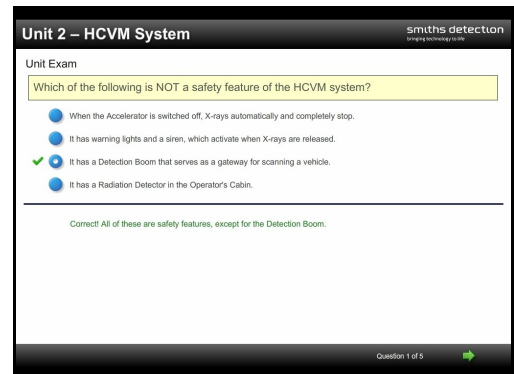 Unit 2 – HCVM System
smiths detection
bringing technology to life
Unit Exam
Which of the following is NOT a safety feature of the HCVM system?
When the Accelerator is switched off, X-rays automatically and completely stop.
It has warning lights and a siren, which activate when X-rays are released.
It has a Detection Boom that serves as a gateway for scanning a vehicle.
It has a Radiation Detector in the Operator's Cabin.
Correct! All of these are safety features, except for the Detection Boom.
Question 1 of 5